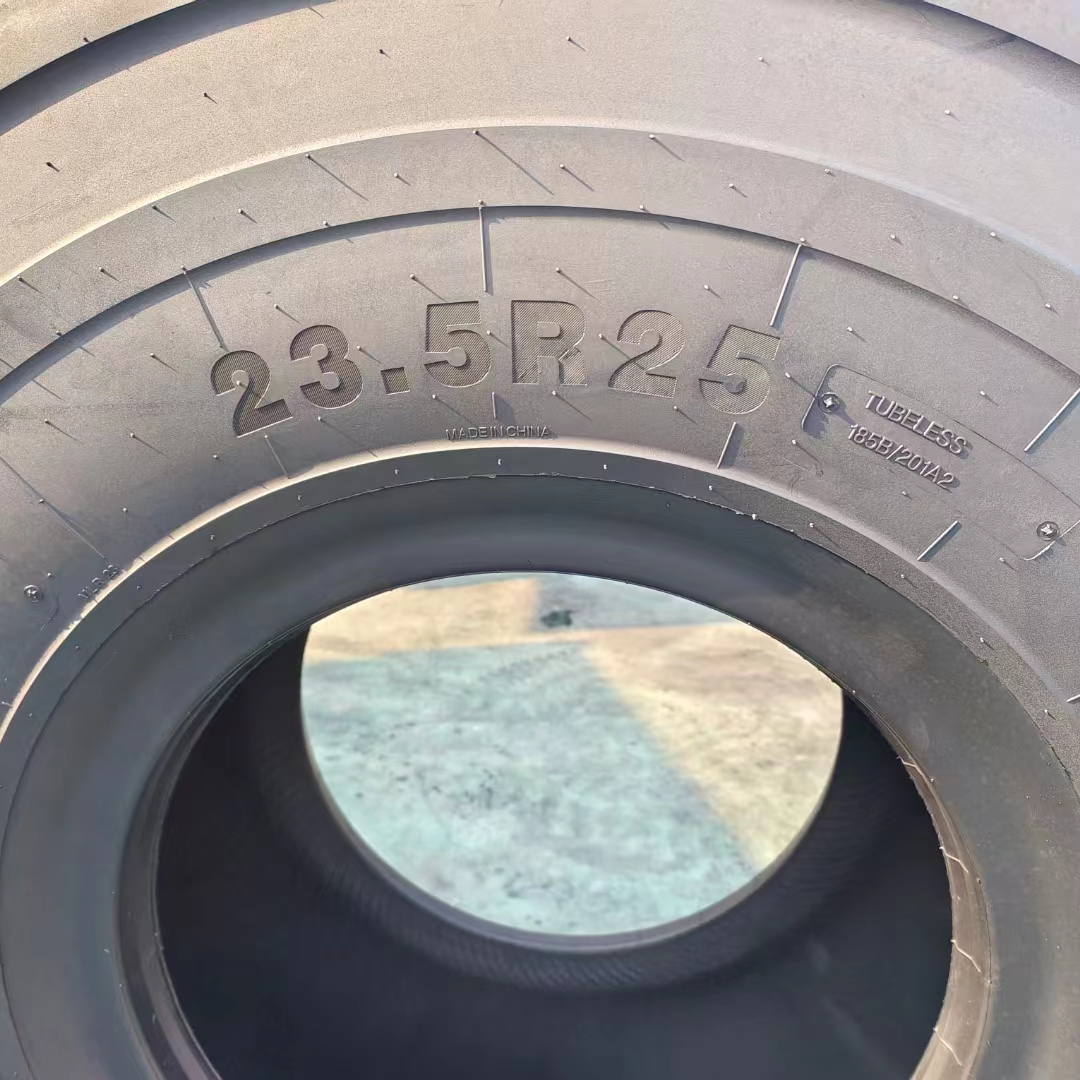 23.5R25
MADE IN CHINA
TUBELESS
185B/201A2